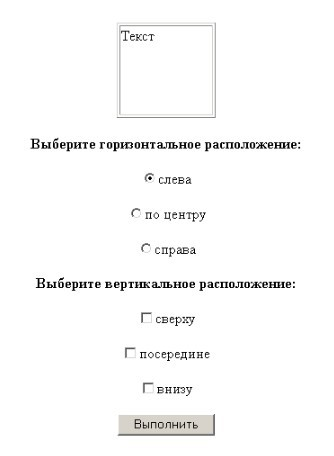 Текст
Выберите горизонтальное расположение:
слева
по центру
справа
Выберите вертикальное расположение:
сверху
посередине
внизу
Выполнить